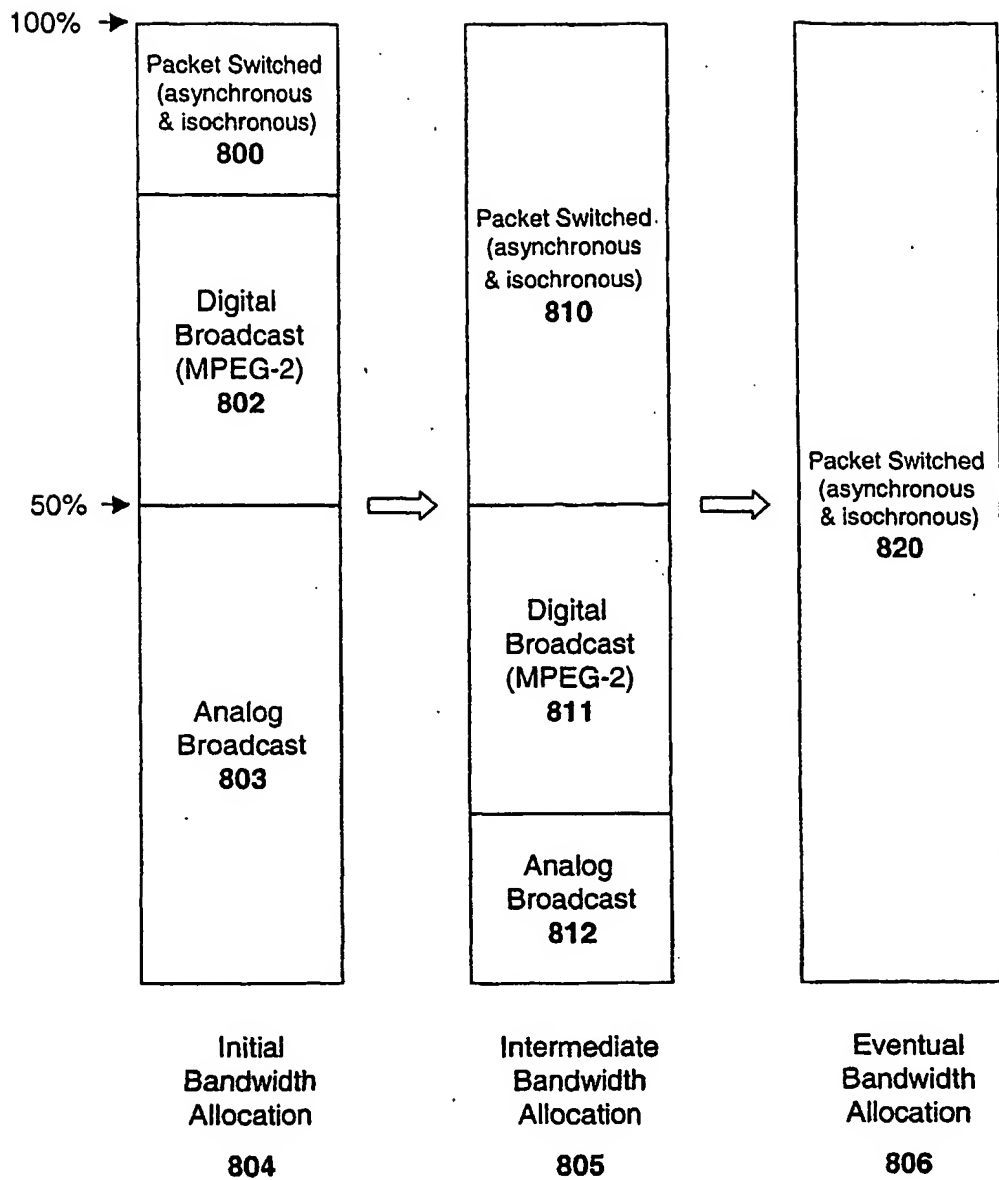 100%
Packet Switched
(asynchronous
& isochronous)
800
Digital
Broadcast
(MPEG-2)
802
50%
Analog
Broadcast
803
Initial
Bandwidth
Allocation
804
Packet Switched
(asynchronous
& isochronous)
810
Digital
Broadcast
(MPEG-2)
811
Analog
Broadcast
812
Intermediate
Bandwidth
Allocation
805
Packet Switched
(asynchronous
& isochronous)
820
Eventual
Bandwidth
Allocation
806